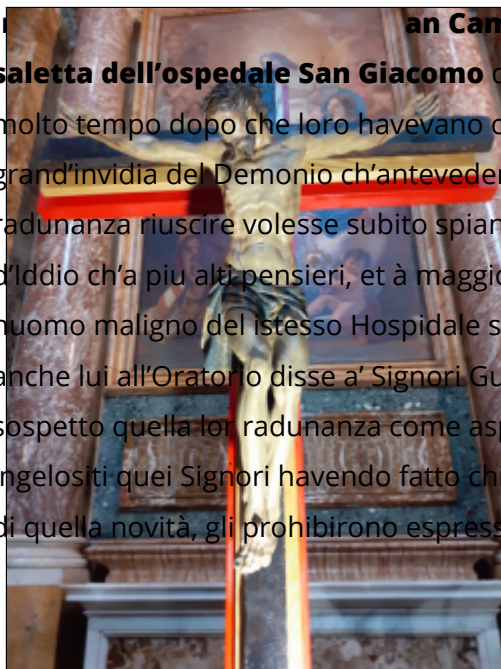 an Can
saletta dell’ospedale San Giacomo
molto tempo dopo che loro havevano
grand’invidia del Demonio ch’anteveder
radunanza riuscire volesse subito spian
d’Iddio ch’a piu alti pensieri, et à maggio
huomo maligno del istesso Hospidale s
anche lui all’Oratorio disse a’ Signori Gu
sospetto quella lor radunanza come asp
ngelositi quei Signori havendo fatto ch
di quella novità, gli prohibirono espress